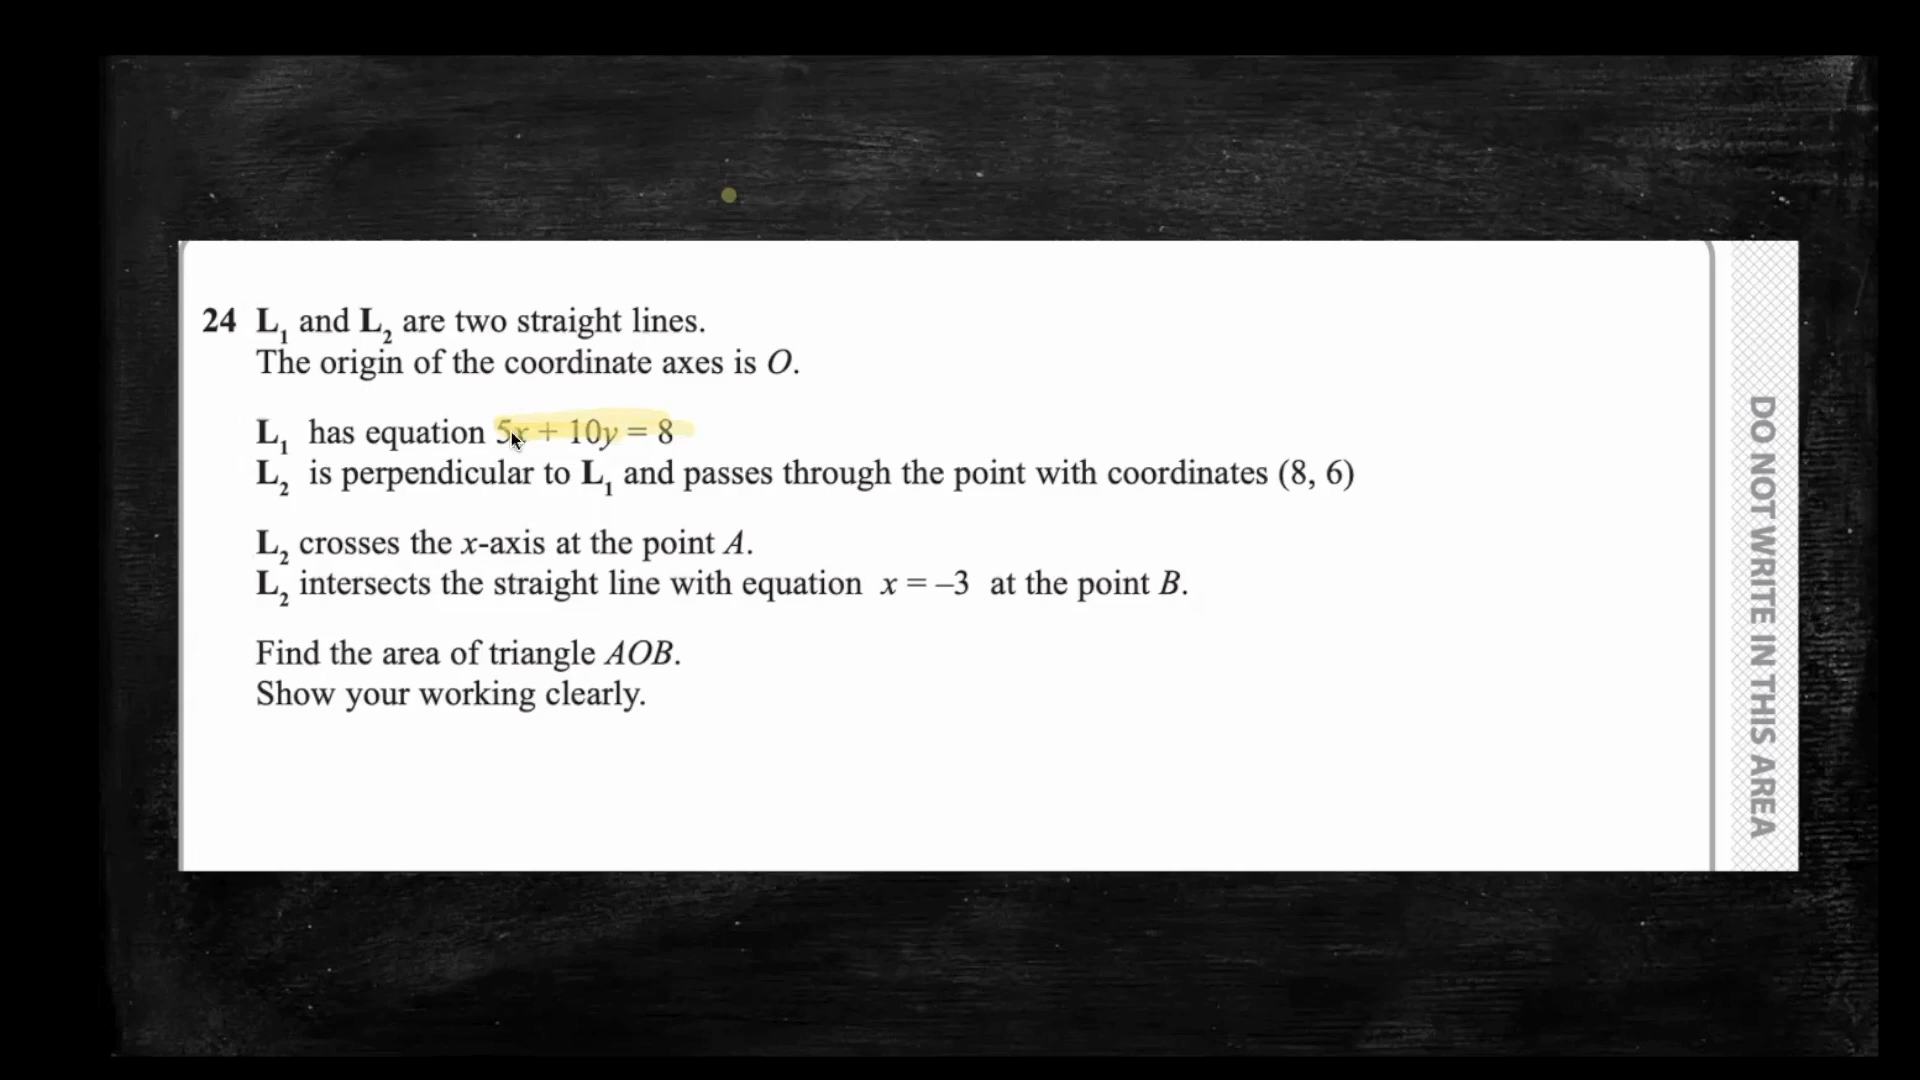 24 L₁ and L₂ are two straight lines.
The origin of the coordinate axes is O.
L₁ has equation 5x + 10y = 8
L₂ is perpendicular to L₁ and passes through the point with coordinates (8, 6)
L₂ crosses the x-axis at the point A.
L₂ intersects the straight line with equation x = –3 at the point B.
Find the area of triangle AOB.
Show your working clearly.
DO NOT WRITE IN THIS AREA